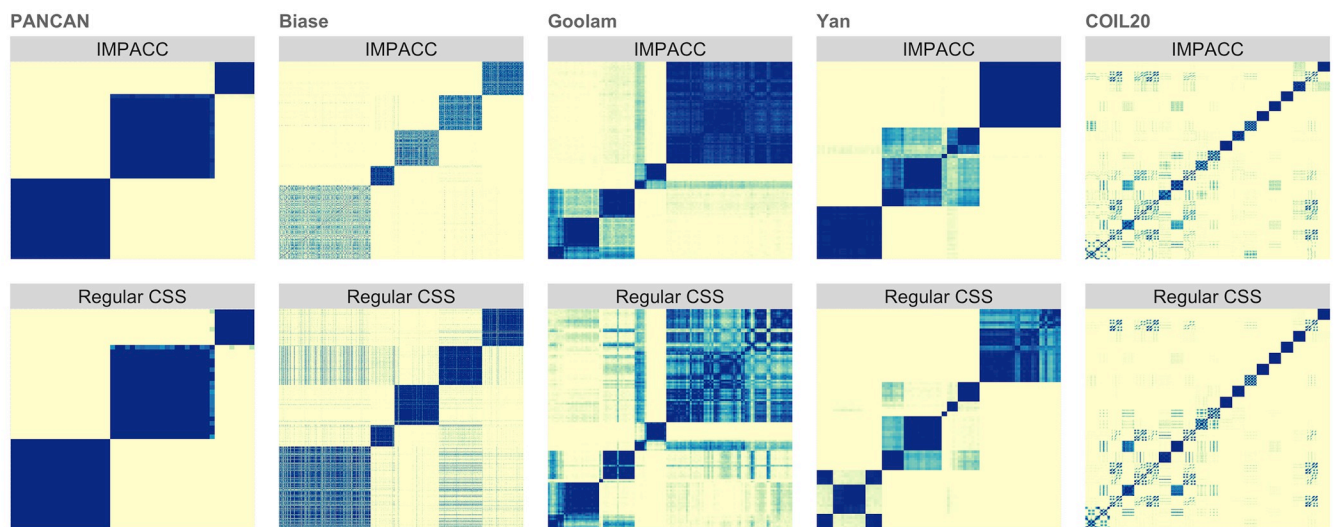 PANCAN Biase Goolam Yan COIL20
IMPACC IMPACC IMPACC IMPACC IMPACC
Regular CSS Regular CSS Regular CSS Regular CSS Regular CSS